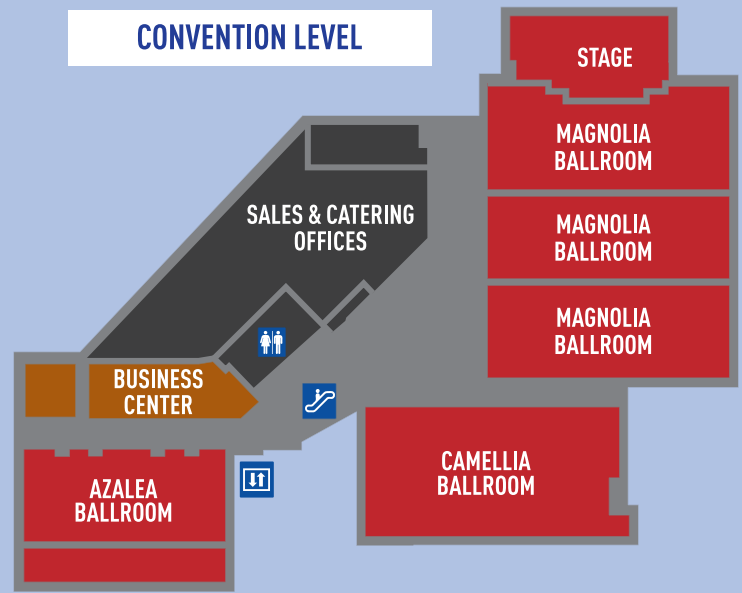 CONVENTION LEVEL
STAGE
MAGNOLIA
BALLROOM
SALES & CATERING
OFFICES
MAGNOLIA
BALLROOM
MAGNOLIA
BALLROOM
BUSINESS
CENTER
CAMELLIA
BALLROOM
AZALEA
BALLROOM